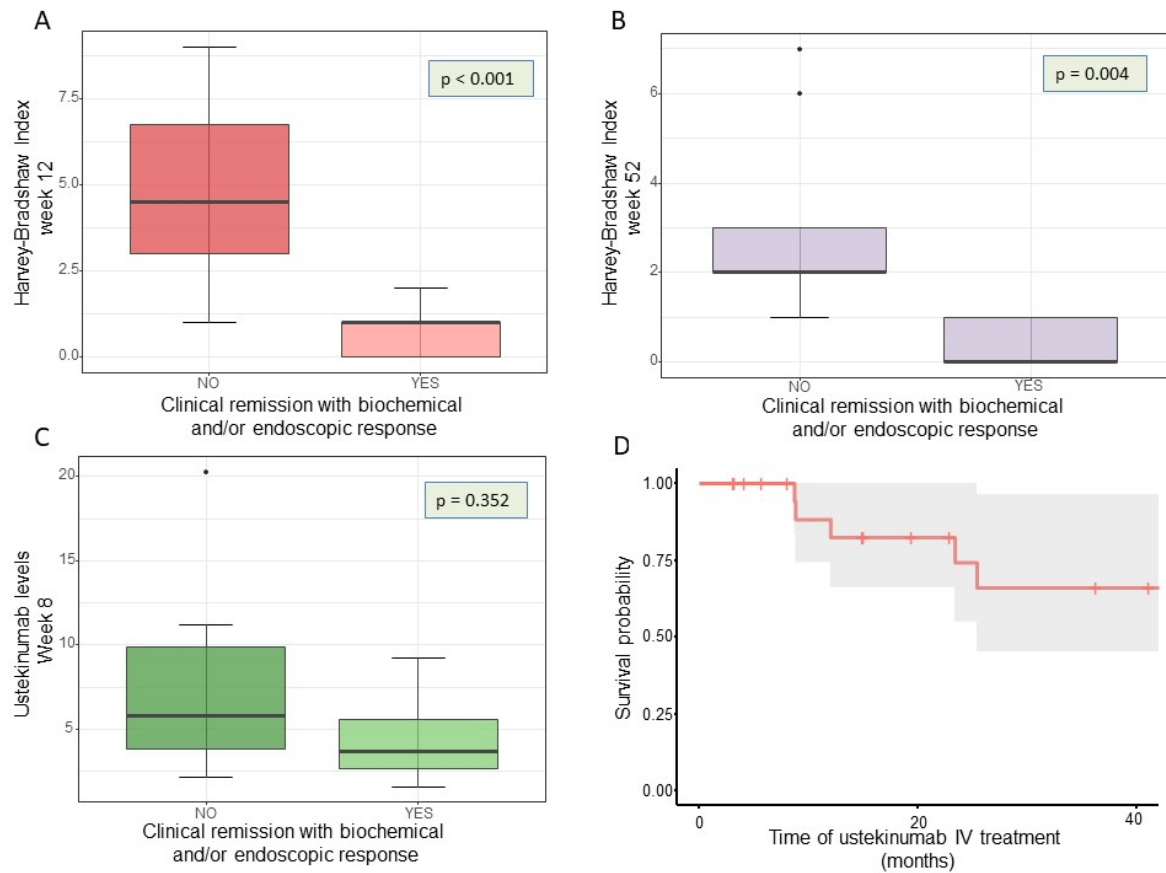 A
p < 0.001
Harvey-Bradshaw Index
week 12
7.5
5.0
2.5
0.0
NO
YES
Clinical remission with biochemical
and/or endoscopic response
B
p = 0.004
Harvey-Bradshaw Index
week 52
6
4
2
0
NO
YES
Clinical remission with biochemical
and/or endoscopic response
C
p = 0.352
Ustekinumab levels
Week 8
20
15
10
5
NO
YES
Clinical remission with biochemical
and/or endoscopic response
D
Survival probability
1.00
0.75
0.50
0.25
0.00
0
20
40
Time of ustekinumab IV treatment
(months)